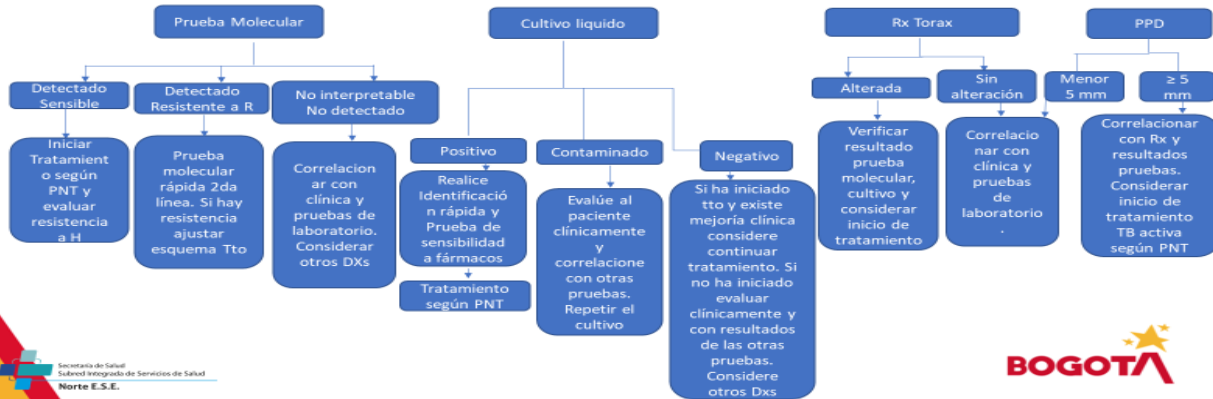 Prueba Molecular
Detectado
Sensible
Iniciar
Tratamient
o según
PNT y
evaluar
resistencia
a H
Detectado
Resistente a R
Prueba
molecular
rápida 2da
línea. Si hay
resistencia
ajustar
esquema Tto
No interpretable
No detectado
Correlacion
ar con
clínica y
pruebas de
laboratorio.
Considerar
otros DXs
Cultivo liquido
Positivo
Realice
Identificació
n rápida y
Prueba de
sensibilidad
a fármacos
Tratamiento
según PNT
Contaminado
Evalúe al
paciente
clínicamente
y
correlacione
con otras
pruebas.
Repetir el
cultivo
Negativo
Si ha iniciado
tto y existe
mejoría clínica
considere
continuar
tratamiento. Si
no ha iniciado
evaluar
clínicamente y
con resultados
de las otras
pruebas.
Considere
otros Dxs
Rx Torax
Alterada
Verificar
resultado
prueba
molecular,
cultivo y
considerar
inicio de
tratamiento
Sin
alteración
Correlacio
nar con
clínica y
pruebas
de
laboratorio
.
PPD
Menor
5 mm
≥ 5
mm
Correlacionar
con Rx y
resultados
pruebas.
Considerar
inicio de
tratamiento
TB activa
según PNT
Secretaría de Salud
Subred Integrada de Servicios de Salud
Norte E.S.E.
BOGOTÁ